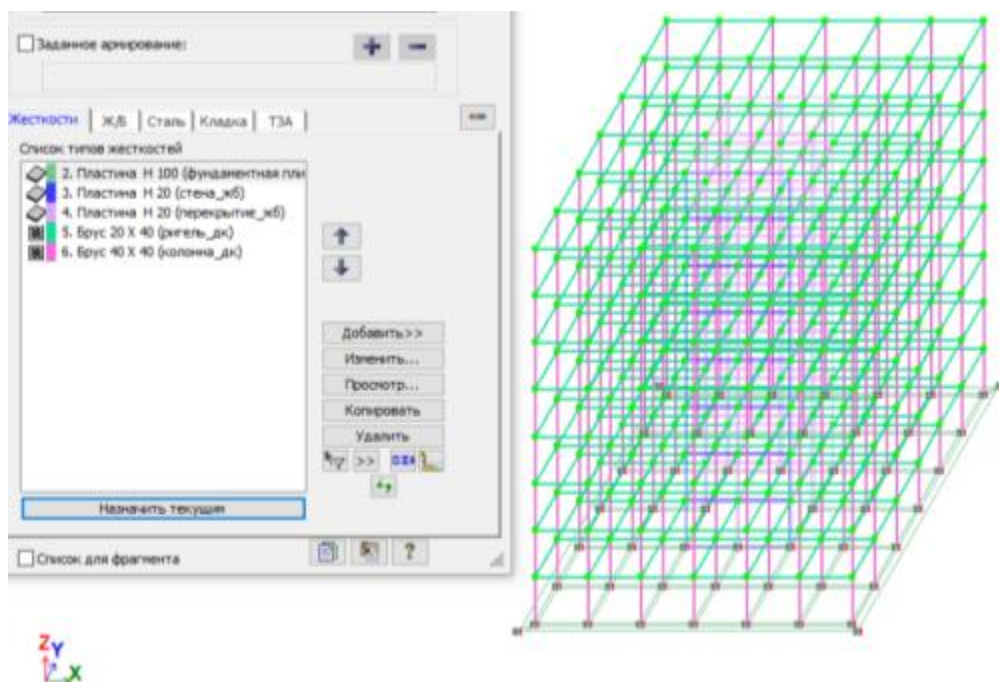 Заданное армирование:
Жесткости Ж/Б Сталь Кладка ТЗА
Список типов жесткостей
2. Пластина H 100 (фундаментная пли
3. Пластина H 20 (стена_жб)
4. Пластина H 20 (перекрытие_жб)
5. Брус 20 X 40 (ригель_дк)
6. Брус 40 X 40 (колонна_дк)
Добавить>>
Изменить...
Просмотр...
Копировать
Удалить
>>
Назначить текущим
Список для фрагмента
?
Z
Y
X